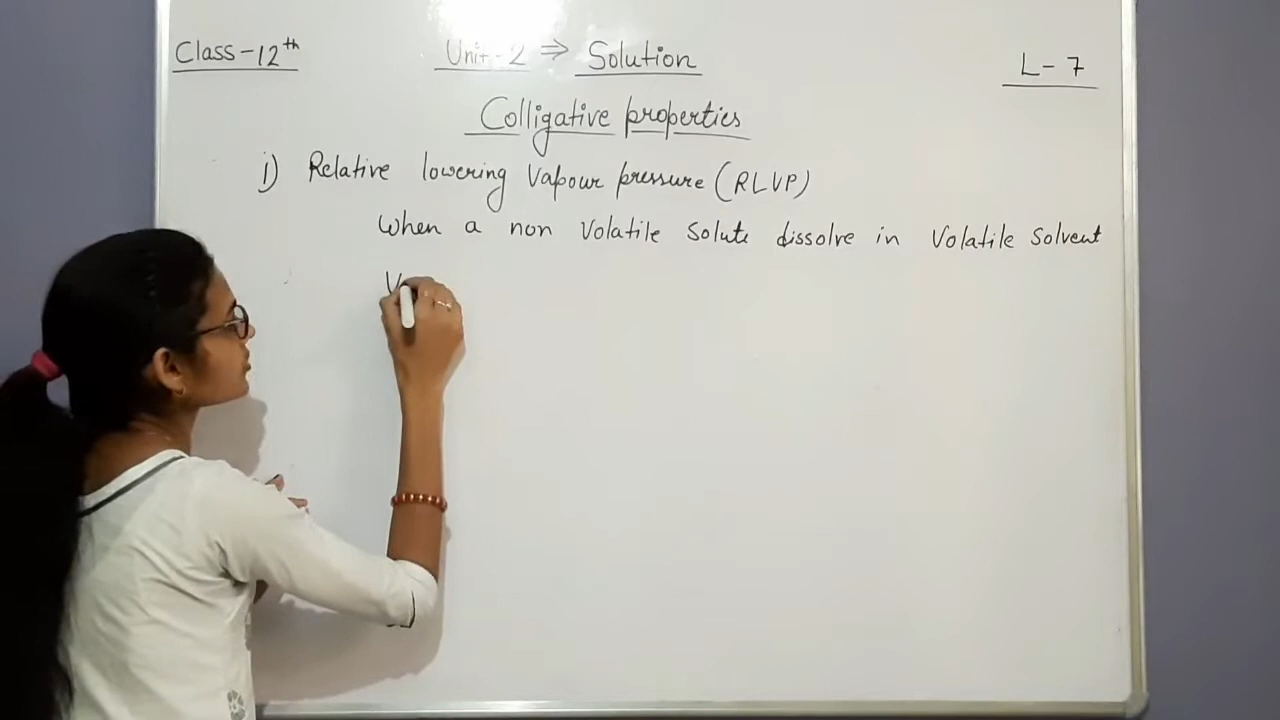 Class-12th
Unit-2 ⇒ Solution
L-7
Colligative properties
i) Relative lowering Vapour pressure (RLVP)
When a non Volatile Solute dissolve in Volatile Solvent